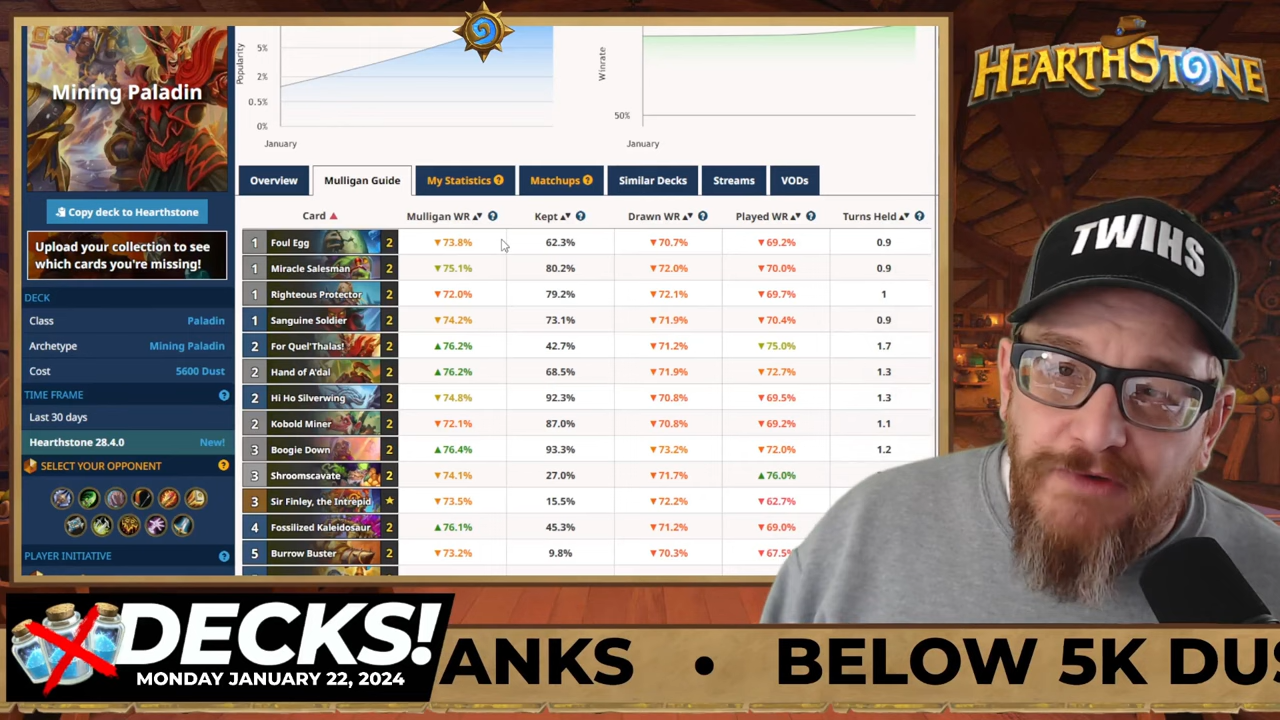 Mining Paladin
Copy deck to Hearthstone
Upload your collection to see
which cards you're missing!
DECK
Class Paladin
Archetype Mining Paladin
Cost 5600 Dust
TIME FRAME
Last 30 days
Hearthstone 28.4.0 New!
SELECT YOUR OPPONENT
PLAYER INITIATIVE
Popularity
5%
2%
0.5%
0%
January
Winrate
50%
January
Overview Mulligan Guide My Statistics Matchups Similar Decks Streams VODs
Card Mulligan WR Kept Drawn WR Played WR Turns Held
1 Foul Egg 2 73.8% 62.3% 70.7% 69.2% 0.9
1 Miracle Salesman 2 75.1% 80.2% 72.0% 70.0% 0.9
1 Righteous Protector 2 72.0% 79.2% 72.1% 69.7% 1
1 Sanguine Soldier 2 74.2% 73.1% 71.9% 70.4% 0.9
2 For Quel'Thalas! 2 76.2% 42.7% 71.2% 75.0% 1.7
2 Hand of A'dal 2 76.2% 68.5% 71.9% 72.7% 1.3
2 Hi Ho Silverwing 2 74.8% 92.3% 70.8% 69.5% 1.3
2 Kobold Miner 2 72.1% 87.0% 70.8% 69.2% 1.1
3 Boogie Down 2 76.4% 93.3% 73.2% 72.0% 1.2
3 Shroomscavate 2 74.1% 27.0% 71.7% 76.0%
3 Sir Finley, the Intrepid 73.5% 15.5% 72.2% 62.7%
4 Fossilized Kaleidosaur 2 76.1% 45.3% 71.2% 69.0%
5 Burrow Buster 2 73.2% 9.8% 70.3% 67.5%
HEARTHSTONE
TWIHS
DECKS!
MONDAY JANUARY 22, 2024
ANKS • BELOW 5K DUS